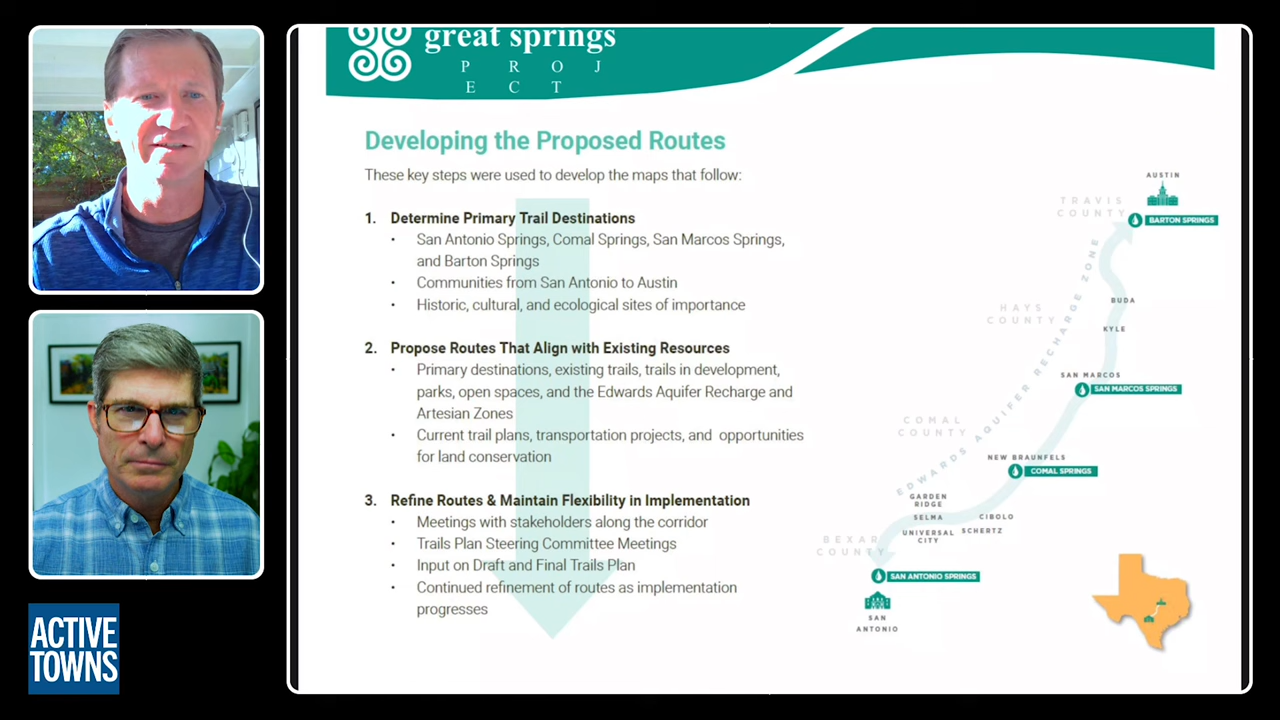 great springs
P R O J
E C T
Developing the Proposed Routes
These key steps were used to develop the maps that follow:
1. Determine Primary Trail Destinations
• San Antonio Springs, Comal Springs, San Marcos Springs,
and Barton Springs
• Communities from San Antonio to Austin
• Historic, cultural, and ecological sites of importance
2. Propose Routes That Align with Existing Resources
• Primary destinations, existing trails, trails in development,
parks, open spaces, and the Edwards Aquifer Recharge and
Artesian Zones
• Current trail plans, transportation projects, and opportunities
for land conservation
3. Refine Routes & Maintain Flexibility in Implementation
• Meetings with stakeholders along the corridor
• Trails Plan Steering Committee Meetings
• Input on Draft and Final Trails Plan
• Continued refinement of routes as implementation
progresses
AUSTIN
TRAVIS
COUNTY
BARTON SPRINGS
EDWARDS AQUIFER RECHARGE ZONE
BUDA
HAYS
COUNTY
KYLE
SAN MARCOS
SAN MARCOS SPRINGS
COMAL
COUNTY
NEW BRAUNFELS
COMAL SPRINGS
GARDEN
RIDGE
SELMA
CIBOLO
UNIVERSAL
CITY
SCHERTZ
BEXAR
COUNTY
SAN ANTONIO SPRINGS
SAN
ANTONIO
ACTIVE
TOWNS